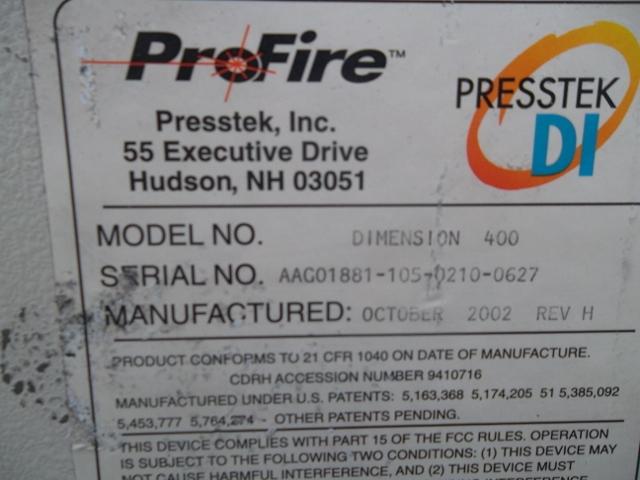 ProFire™
PRESSTEK
DI
Presstek, Inc.
55 Executive Drive
Hudson, NH 03051
MODEL NO. DIMENSION 400
SERIAL NO. AAG01881-105-0210-0627
MANUFACTURED: OCTOBER 2002 REV H
PRODUCT CONFORMS TO 21 CFR 1040 ON DATE OF MANUFACTURE.
CDRH ACCESSION NUMBER 9410716
MANUFACTURED UNDER U.S. PATENTS: 5,163,368 5,174,205 51 5,385,092
5,453,777 5,764,274 - OTHER PATENTS PENDING.
THIS DEVICE COMPLIES WITH PART 15 OF THE FCC RULES. OPERATION
IS SUBJECT TO THE FOLLOWING TWO CONDITIONS: (1) THIS DEVICE MAY
NOT CAUSE HARMFUL INTERFERENCE, AND (2) THIS DEVICE MUST